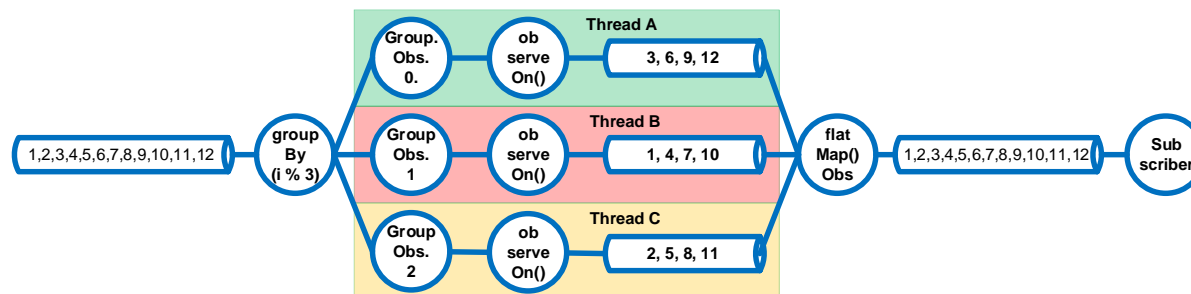 1,2,3,4,5,6,7,8,9,10,11,12
group
By
(i % 3)
Thread A
Group.
Obs.
0.
ob
serve
On()
3, 6, 9, 12
Thread B
Group
Obs.
1
ob
serve
On()
1, 4, 7, 10
Thread C
Group
Obs.
2
ob
serve
On()
2, 5, 8, 11
flat
Map()
Obs
1,2,3,4,5,6,7,8,9,10,11,12
Sub
scriber